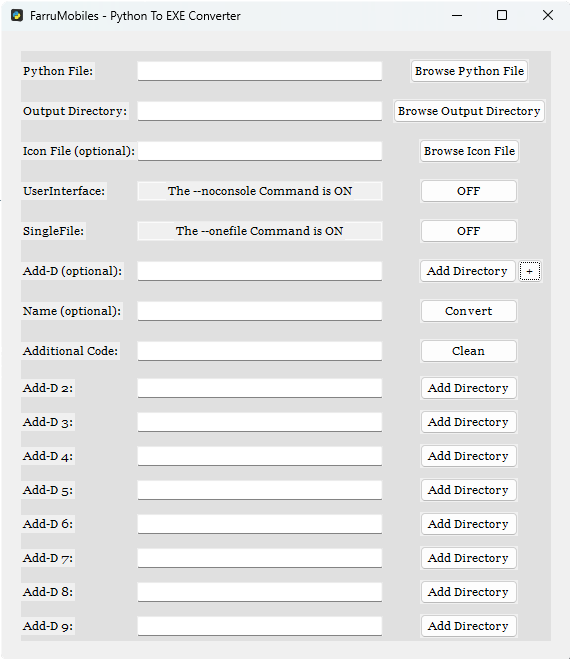 FarruMobiles - Python To EXE Converter
Python File: Browse Python File
Output Directory: Browse Output Directory
Icon File (optional): Browse Icon File
UserInterface: The --noconsole Command is ON OFF
SingleFile: The --onefile Command is ON OFF
Add-D (optional): Add Directory +
Name (optional): Convert
Additional Code: Clean
Add-D 2: Add Directory
Add-D 3: Add Directory
Add-D 4: Add Directory
Add-D 5: Add Directory
Add-D 6: Add Directory
Add-D 7: Add Directory
Add-D 8: Add Directory
Add-D 9: Add Directory